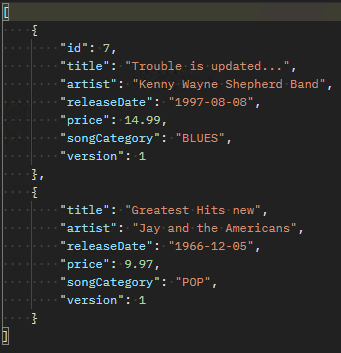 [
    {
        "id": 7,
        "title": "Trouble is updated...",
        "artist": "Kenny Wayne Shepherd Band",
        "releaseDate": "1997-08-08",
        "price": 14.99,
        "songCategory": "BLUES",
        "version": 1
    },
    {
        "title": "Greatest Hits new",
        "artist": "Jay and the Americans",
        "releaseDate": "1966-12-05",
        "price": 9.97,
        "songCategory": "POP",
        "version": 1
    }
]